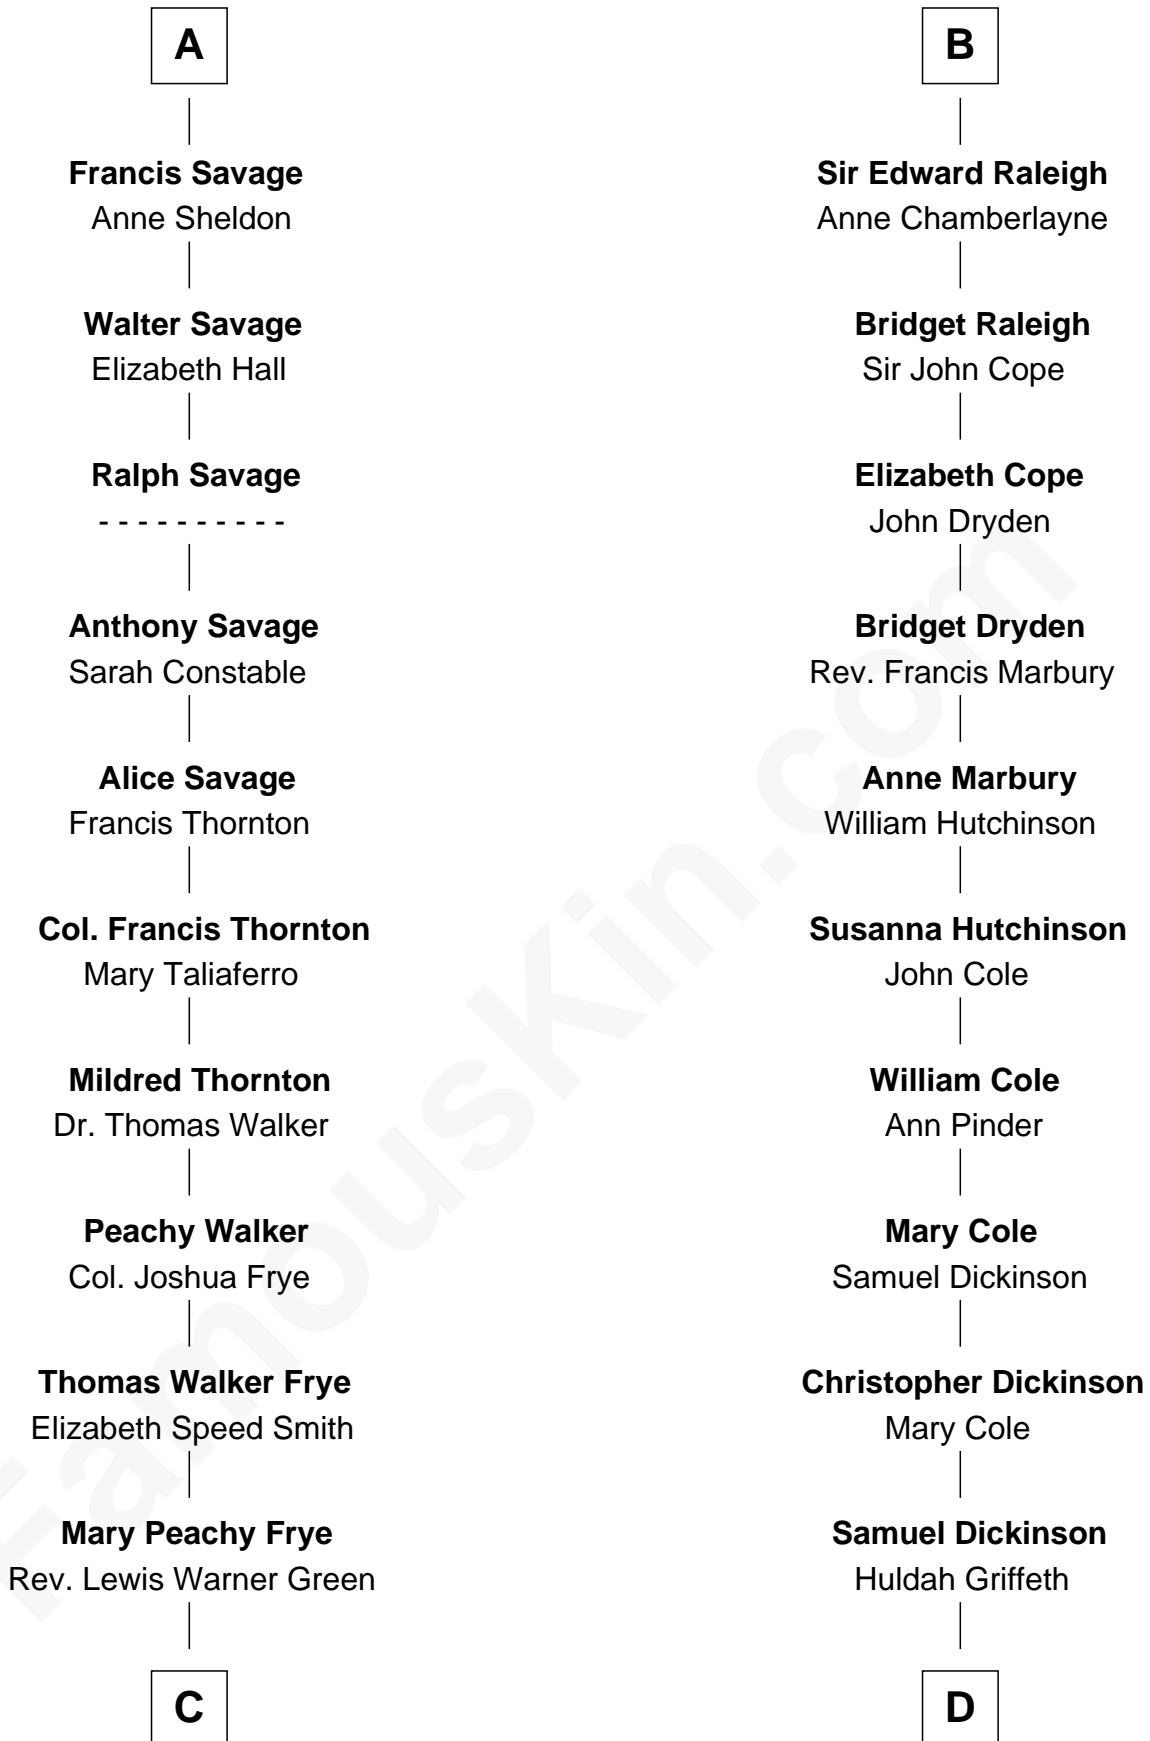 A
Francis Savage
Anne Sheldon
Walter Savage
Elizabeth Hall
Ralph Savage
- - - - - - - - - -
Anthony Savage
Sarah Constable
Alice Savage
Francis Thornton
Col. Francis Thornton
Mary Taliaferro
Mildred Thornton
Dr. Thomas Walker
Peachy Walker
Col. Joshua Frye
Thomas Walker Frye
Elizabeth Speed Smith
Mary Peachy Frye
Rev. Lewis Warner Green
C
B
Sir Edward Raleigh
Anne Chamberlayne
Bridget Raleigh
Sir John Cope
Elizabeth Cope
John Dryden
Bridget Dryden
Rev. Francis Marbury
Anne Marbury
William Hutchinson
Susanna Hutchinson
John Cole
William Cole
Ann Pinder
Mary Cole
Samuel Dickinson
Christopher Dickinson
Mary Cole
Samuel Dickinson
Huldah Griffeth
D
FamousKin.com